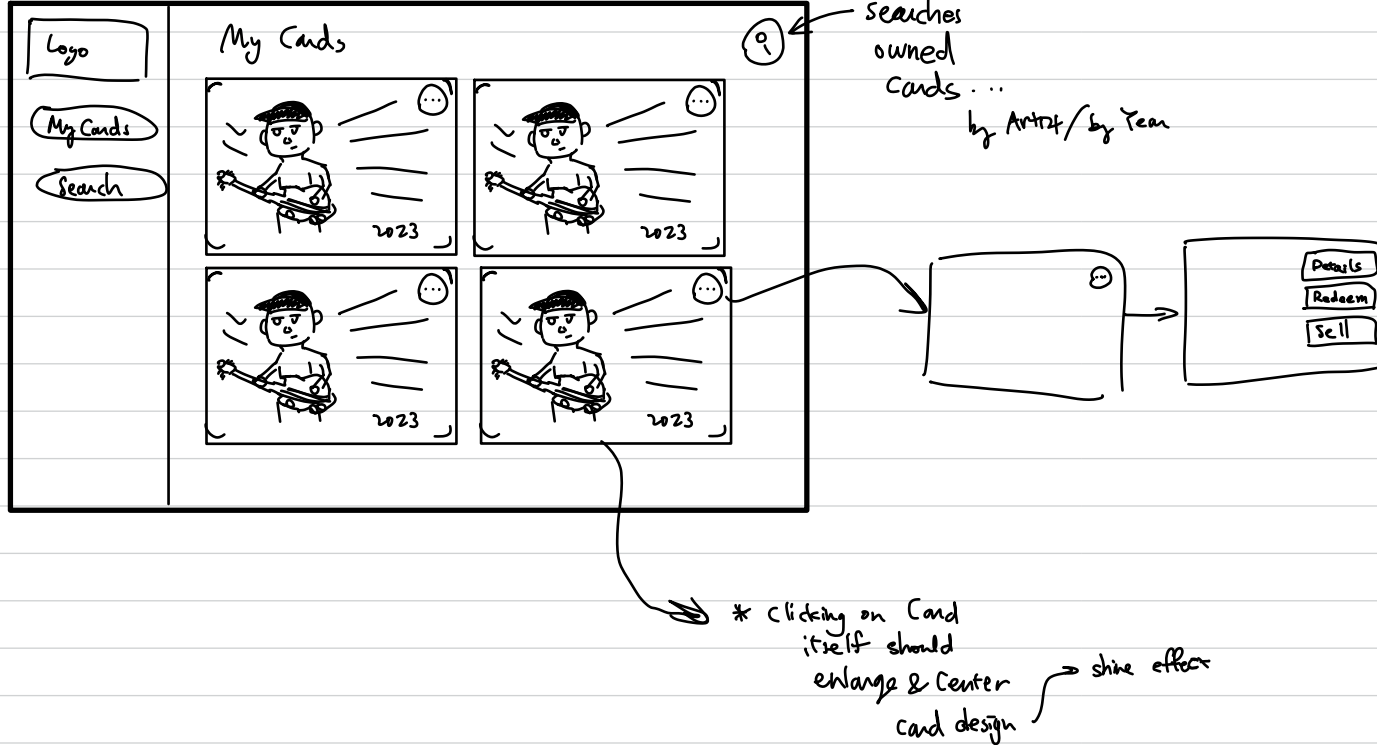 Logo
My Cards
Search
My Cards
2023
2023
2023
2023
searches
owned
Cards ...
by Artist / by Year
Details
Redeem
Sell
* Clicking on Card
itself should
enlarge & Center
card design
shine effect